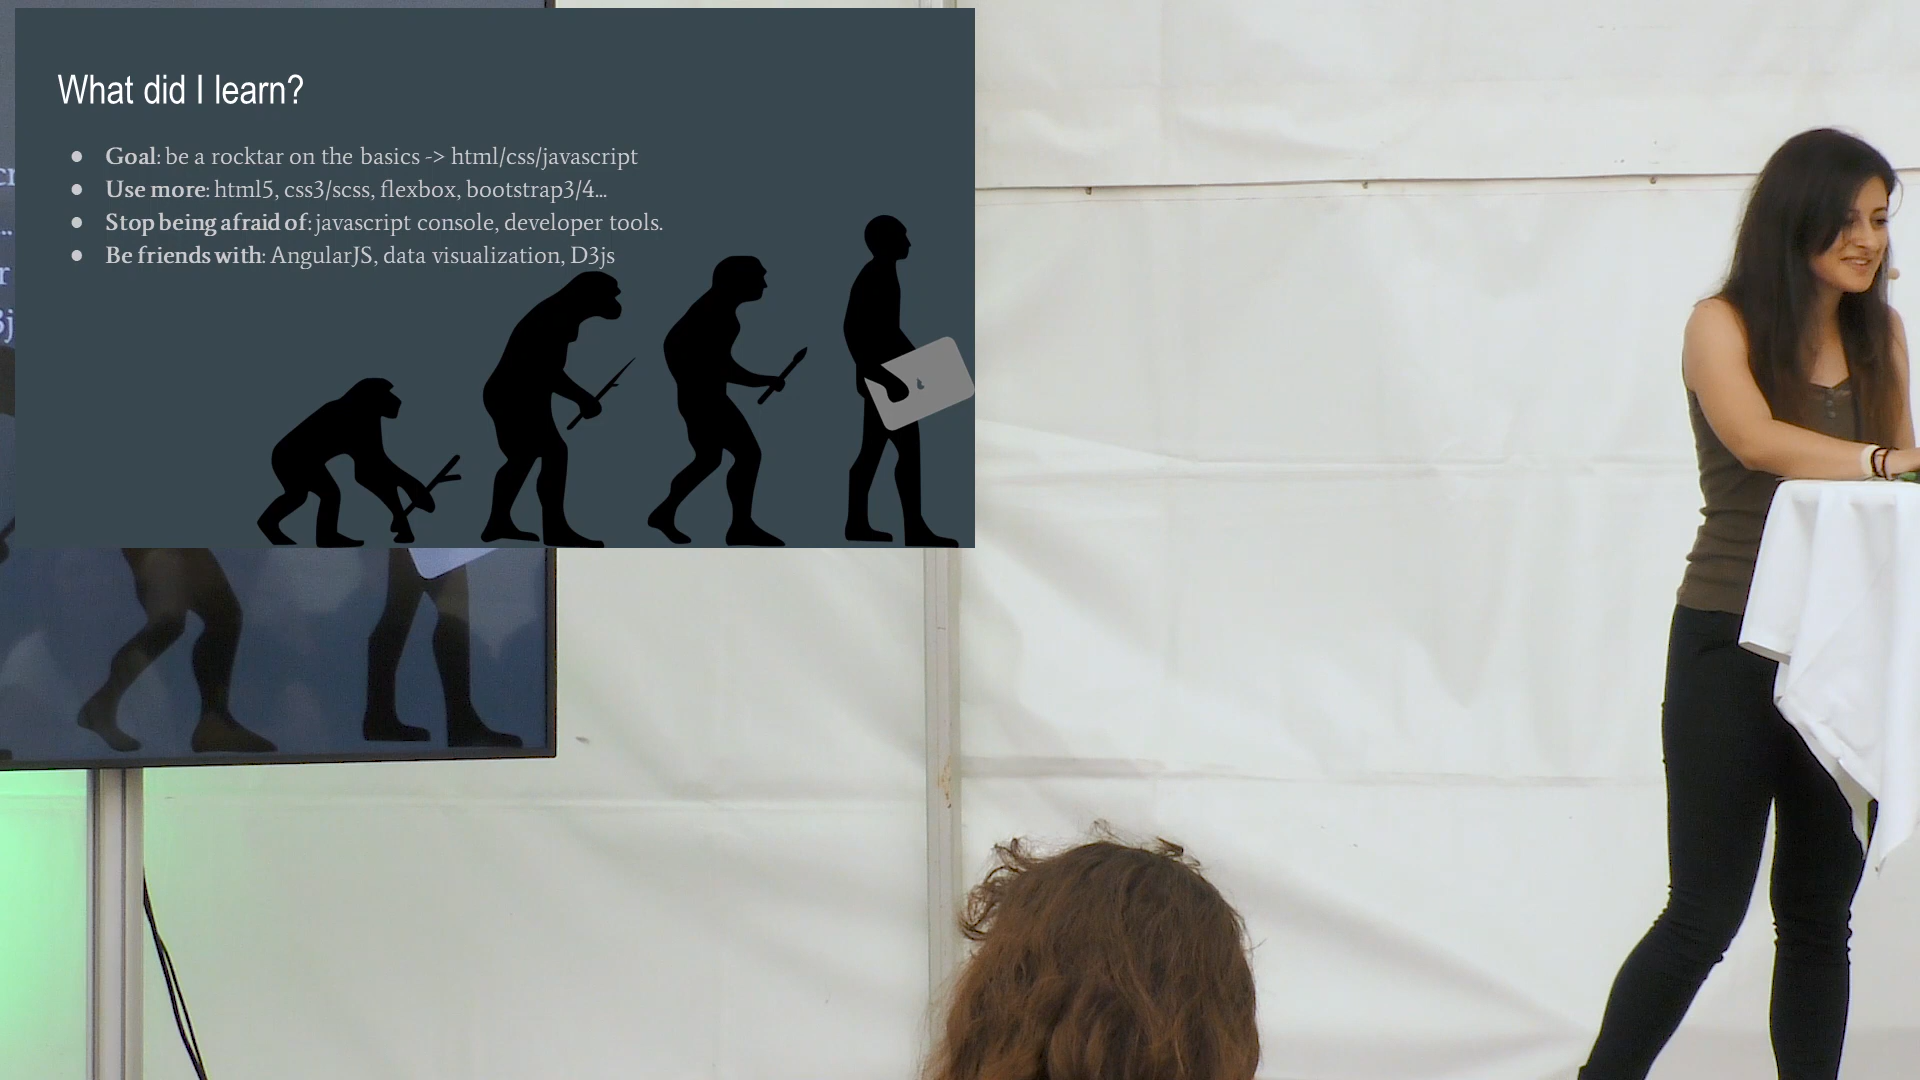 What did I learn?
● Goal: be a rocktar on the basics -> html/css/javascript
● Use more: html5, css3/scss, flexbox, bootstrap3/4...
● Stop being afraid of: javascript console, developer tools.
● Be friends with: AngularJS, data visualization, D3js